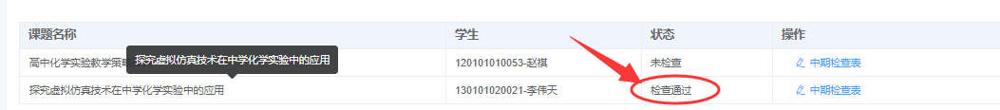 课题名称 学生 状态 操作
探究虚拟仿真技术在中学化学实验中的应用
高中化学实验教学策 120101010053-赵祺 未检查 中期检查表
探究虚拟仿真技术在中学化学实验中的应用 130101020021-李伟天 检查通过 中期检查表